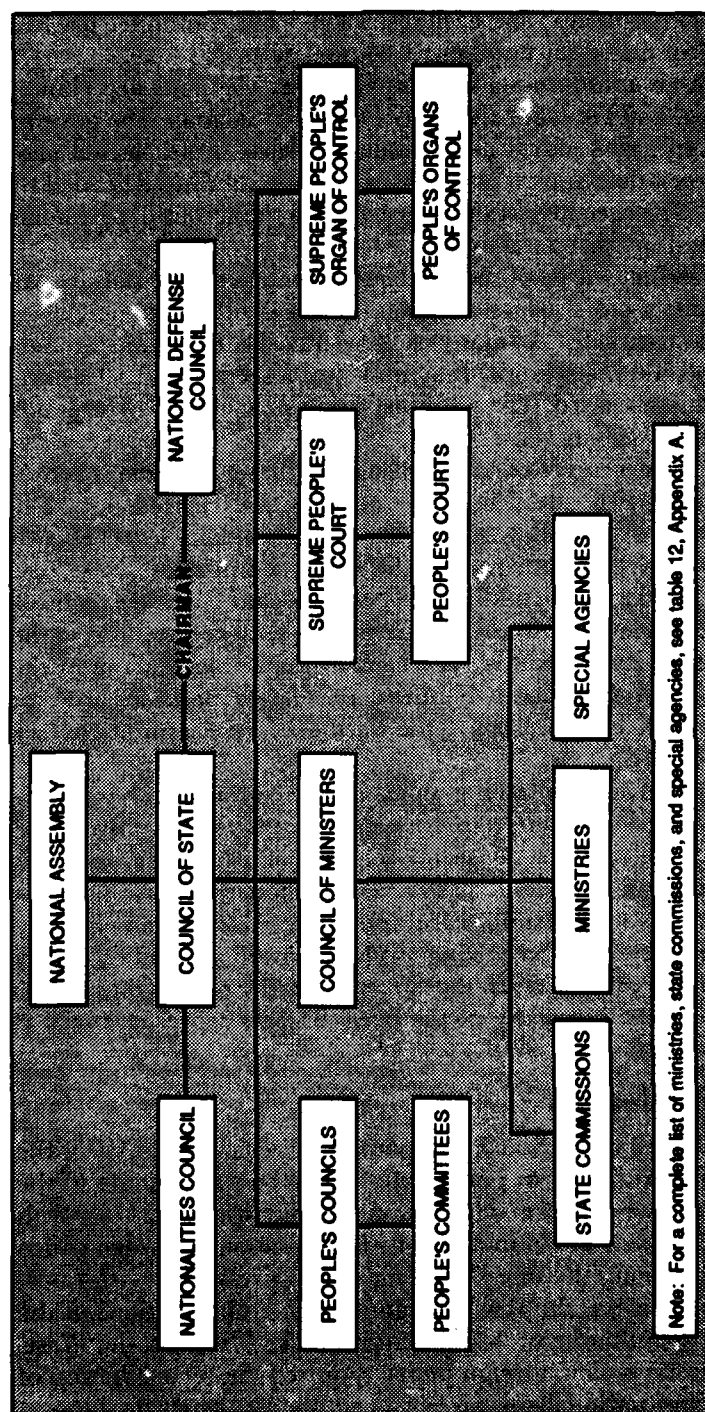 NATIONAL ASSEMBLY
NATIONALITIES COUNCIL
COUNCIL OF STATE
CHAIRMAN
NATIONAL DEFENSE
COUNCIL
PEOPLE'S COUNCILS
COUNCIL OF MINISTERS
SUPREME PEOPLE'S
COURT
SUPREME PEOPLE'S
ORGAN OF CONTROL
PEOPLE'S COMMITTEES
PEOPLE'S COURTS
PEOPLE'S ORGANS
OF CONTROL
STATE COMMISSIONS
MINISTRIES
SPECIAL AGENCIES
Note: For a complete list of ministries, state commissions, and special agencies, see table 12, Appendix A.